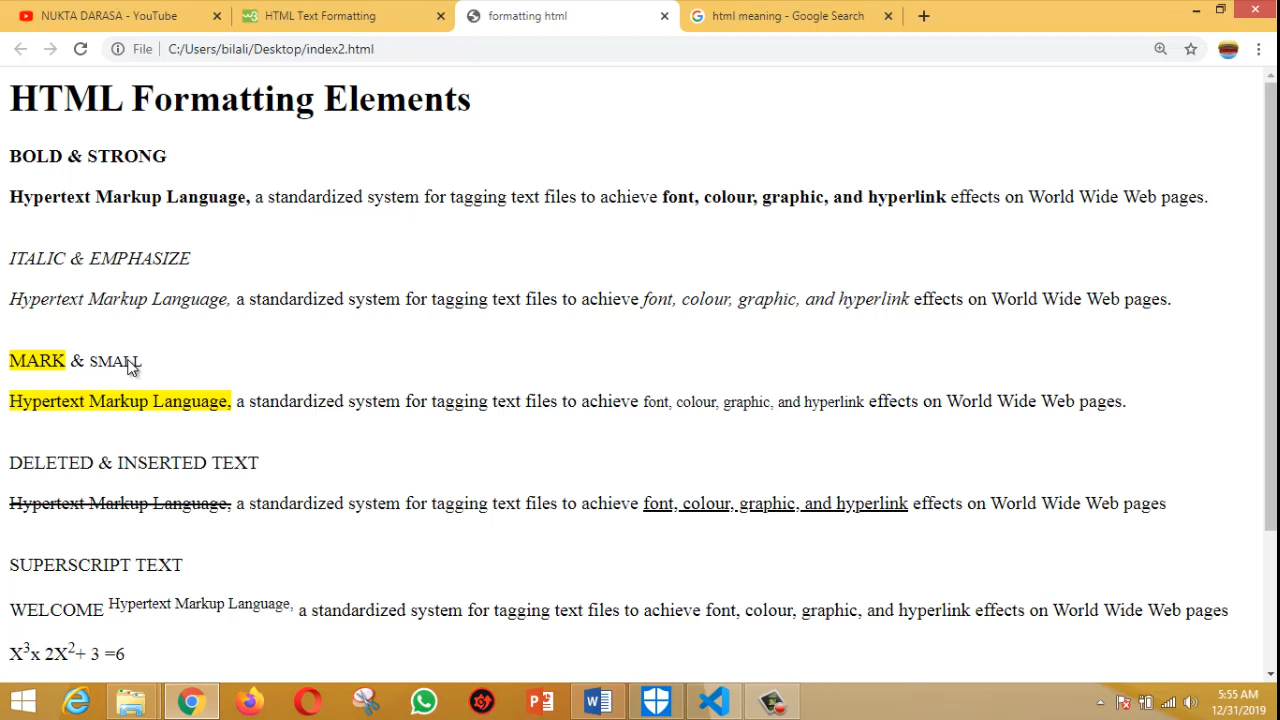 NUKTA DARASA - YouTube
HTML Text Formatting
formatting html
html meaning - Google Search
File
C:/Users/bilali/Desktop/index2.html
HTML Formatting Elements
BOLD & STRONG
Hypertext Markup Language, a standardized system for tagging text files to achieve font, colour, graphic, and hyperlink effects on World Wide Web pages.
ITALIC & EMPHASIZE
Hypertext Markup Language, a standardized system for tagging text files to achieve font, colour, graphic, and hyperlink effects on World Wide Web pages.
MARK & SMALL
Hypertext Markup Language, a standardized system for tagging text files to achieve font, colour, graphic, and hyperlink effects on World Wide Web pages.
DELETED & INSERTED TEXT
Hypertext Markup Language, a standardized system for tagging text files to achieve font, colour, graphic, and hyperlink effects on World Wide Web pages
SUPERSCRIPT TEXT
WELCOME Hypertext Markup Language, a standardized system for tagging text files to achieve font, colour, graphic, and hyperlink effects on World Wide Web pages
X³x 2X²+ 3 =6
5:55 AM
12/31/2019